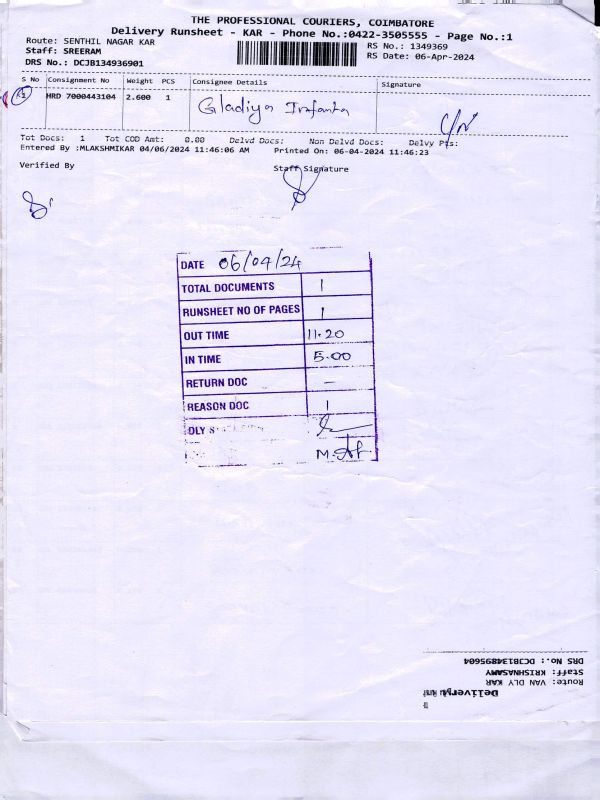 THE PROFESSIONAL COURIERS, COIMBATORE
Delivery Runsheet - KAR - Phone No.:0422-3505555 - Page No.:1
Route: SENTHIL NAGAR KAR
RS No.: 1349369
Staff: SREERAM
RS Date: 06-Apr-2024
DRS No.: DCJB134936901
S No Consignment No Weight PCS Consignee Details Signature
1 HRD 7000443104 2.600 1 Gladiya
Tot Docs: 1 Tot COD Amt: 0.00 Delvd Docs: Non Delvd Docs: Delvy Pts:
Entered By :MLAKSHMIKAR 04/06/2024 11:46:06 AM Printed On: 06-04-2024 11:46:23
Verified By Staff Signature
DATE 06/04/24
TOTAL DOCUMENTS 1
RUNSHEET NO OF PAGES 1
OUT TIME 11.20
IN TIME 5.00
RETURN DOC —
REASON DOC 1
DLY
Delivery
Route: VAN DLY KAR
Staff: KRISHNASAMY
DRS No.: DCJB134895604